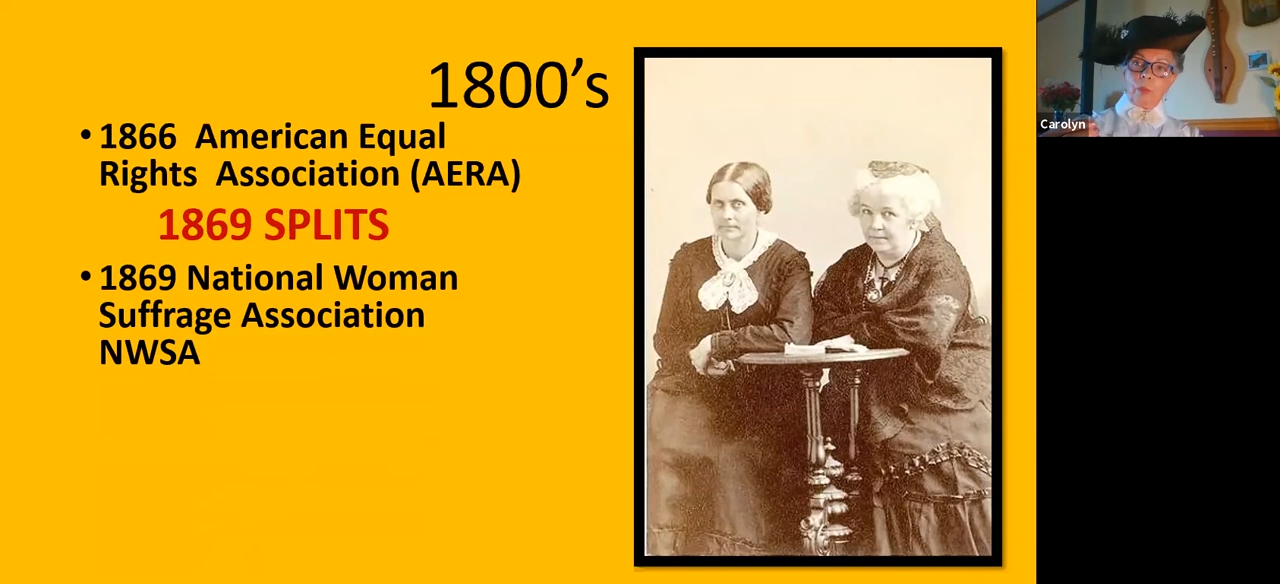 1800’s
• 1866  American Equal
Rights  Association (AERA)
1869 SPLITS
• 1869 National Woman
Suffrage Association
NWSA
Carolyn